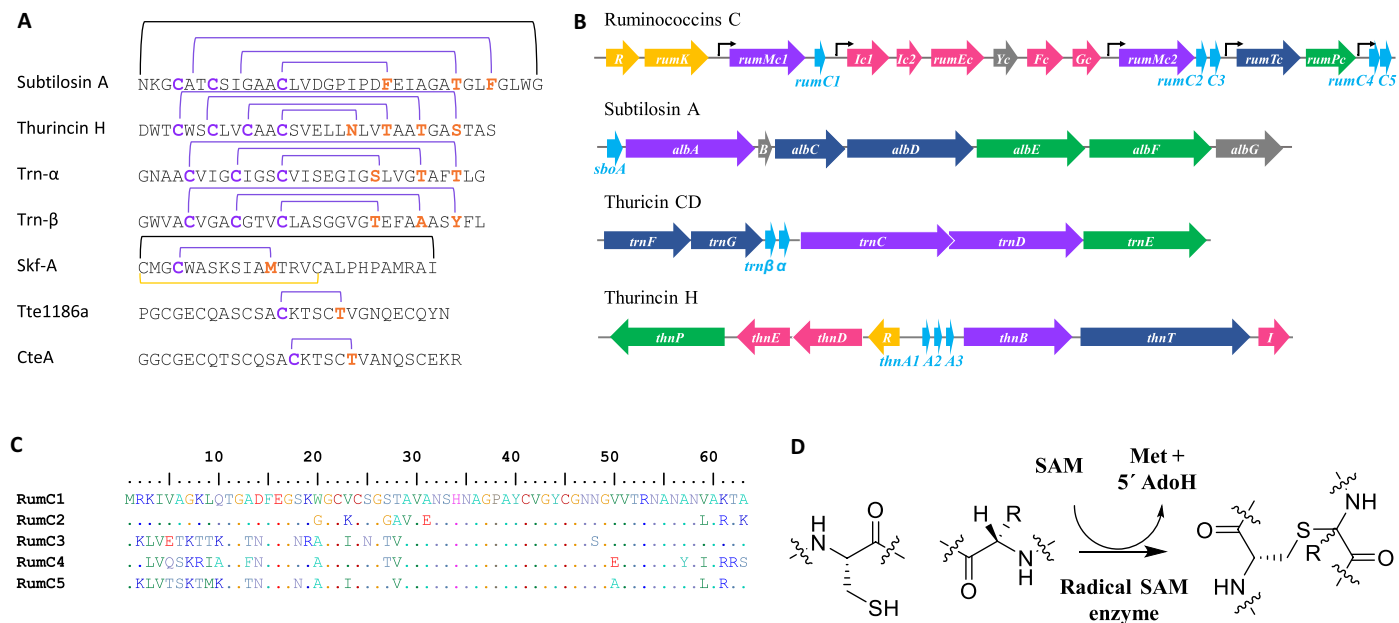 A
Subtilosin A NKGCATCSIGAACLVDGPIPDFEIAGATGLFGLWG
Thurincin H DWTCWSCLVCAACSVELLNLVTAATGASTAS
Trn-α GNAACVIGCIGSCVISEGIGSLVGTAFTLG
Trn-β GWVACVGACGTVCLASGGVGTEFAAASYFL
Skf-A CMGCWASKSIAMTRVCALPHPAMRAI
Tte1186a PGCGECQASCSACKTSCTVGNQECQYN
CteA GGCGECQTSCQSACKTSCTVANQSCEKR
B
Ruminococcins C
R rumK rumMc1 Ic1 Ic2 rumEc Yc Fc Gc rumMc2 rumTc rumPc
rumC1 rumC2 C3 rumC4 C5
Subtilosin A
albA B albC albD albE albF albG
sboA
Thuricin CD
trnF trnG trnC trnD trnE
trnβ α
Thurincin H
thnP thnE thnD R thnB thnT I
thnA1 A2 A3
C
10 20 30 40 50 60
RumC1 MRKIVAGKLQTGADFEGSKWGCVCSGSTAVANSHNAGPAYCVGYCGNNGVVTRNANANVAKTA
RumC2 ...................G..K...GAV.E...........................L.R.K
RumC3 .KLVETKTTK..TN...NRA..I.N.TV...................S...............
RumC4 ..LVQSKRIA..FN.....A..I...TV.....................E......Y.I.RRS
RumC5 .KLVTSKTMK..TN...N.A..I....V.....................A........L.R..
D
SAM
Met +
5´ AdoH
H
N
O
SH
H
R
O
N
H
Radical SAM
enzyme
O
HN
S
R
NH
O